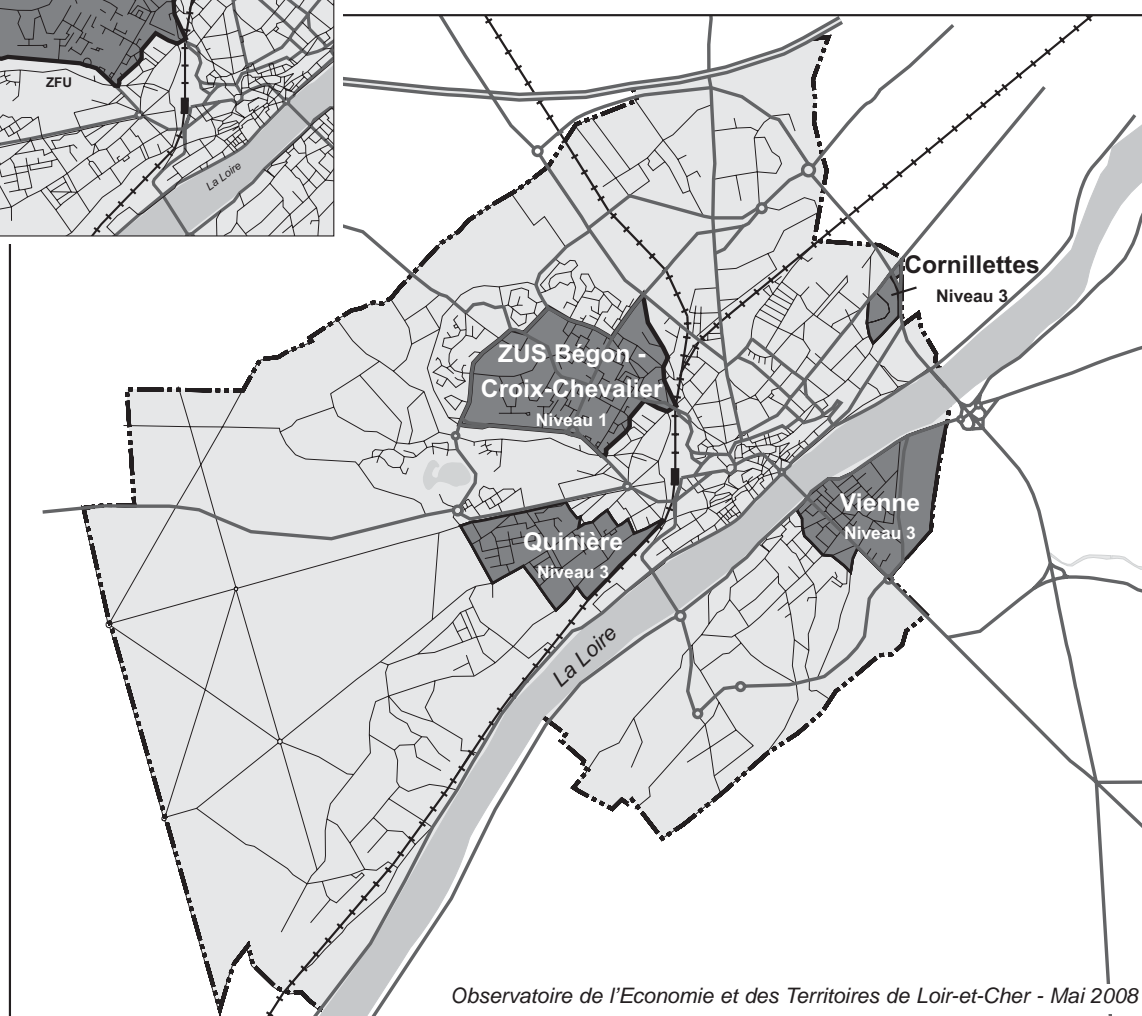 ZFU
La Loire
Cornillettes
Niveau 3
ZUS Bégon -
Croix-Chevalier
Niveau 1
Vienne
Niveau 3
Quinière
Niveau 3
La Loire
Observatoire de l'Economie et des Territoires de Loir-et-Cher - Mai 2008